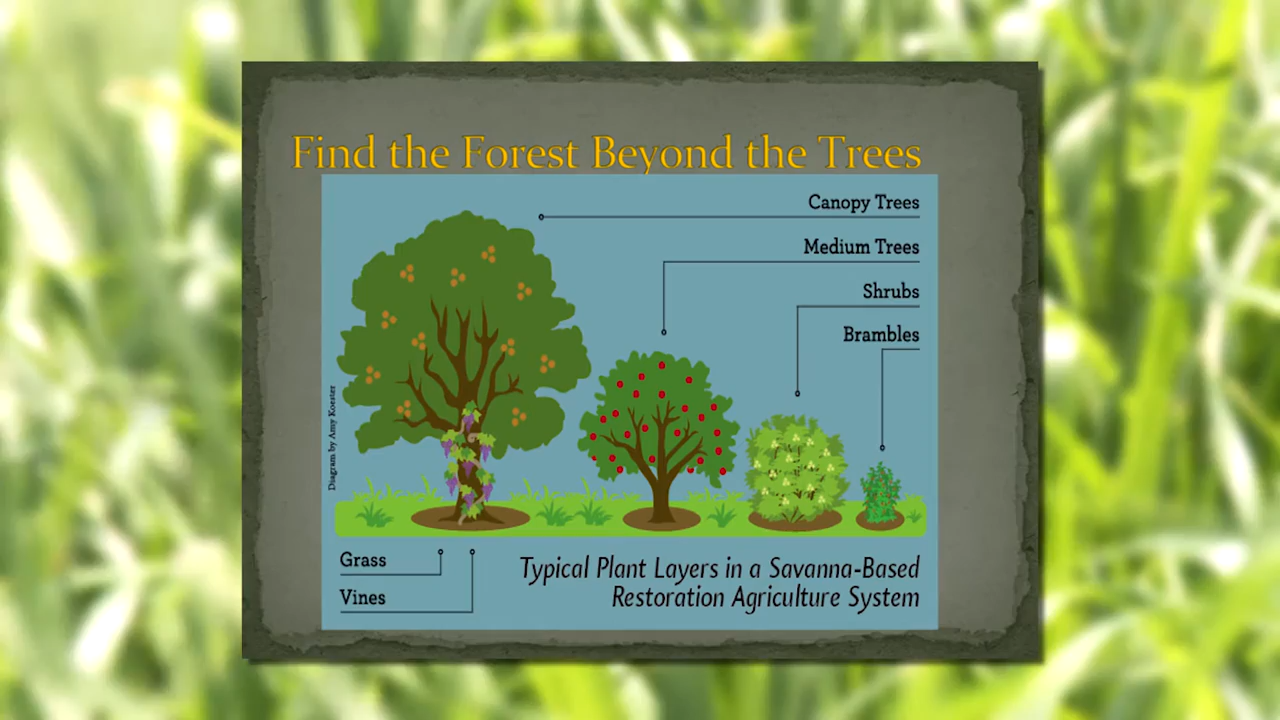 Find the Forest Beyond the Trees
Canopy Trees
Medium Trees
Shrubs
Brambles
Diagram by Amy Koester
Grass
Vines
Typical Plant Layers in a Savanna-Based
Restoration Agriculture System